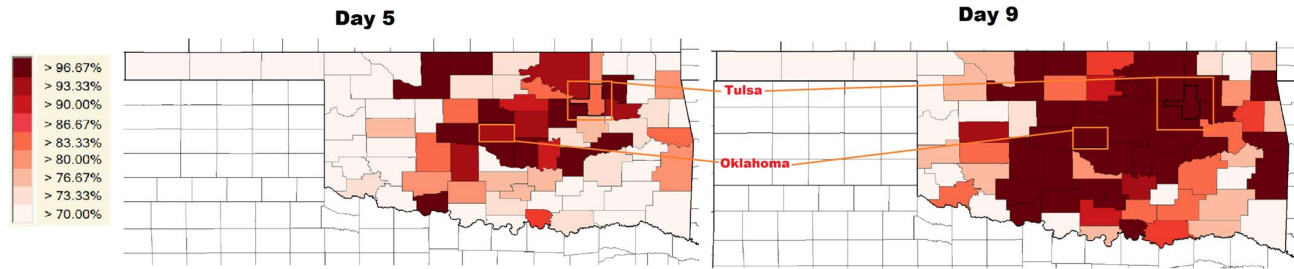 Day 5
Day 9
> 96.67%
> 93.33%
> 90.00%
> 86.67%
> 83.33%
> 80.00%
> 76.67%
> 73.33%
> 70.00%
Tulsa
Oklahoma